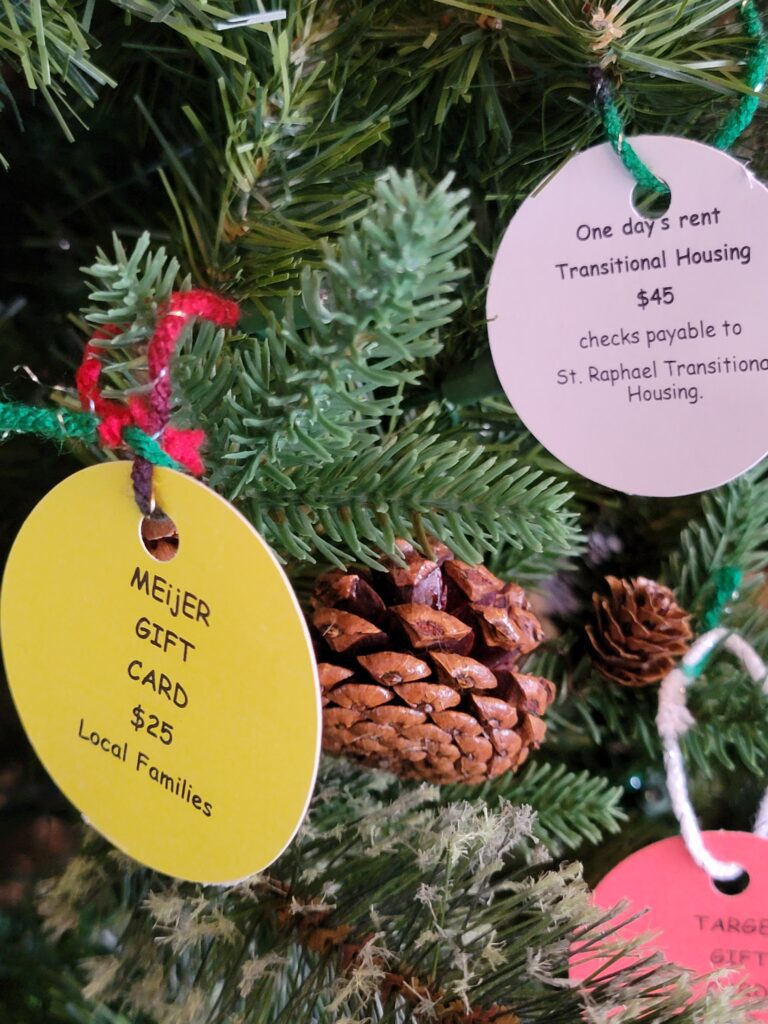 One day's rent
Transitional Housing
$45
checks payable to
St. Raphael Transitiona
Housing.
MEijER
GIFT
CARD
$25
Local Families
TARGE
GIFT